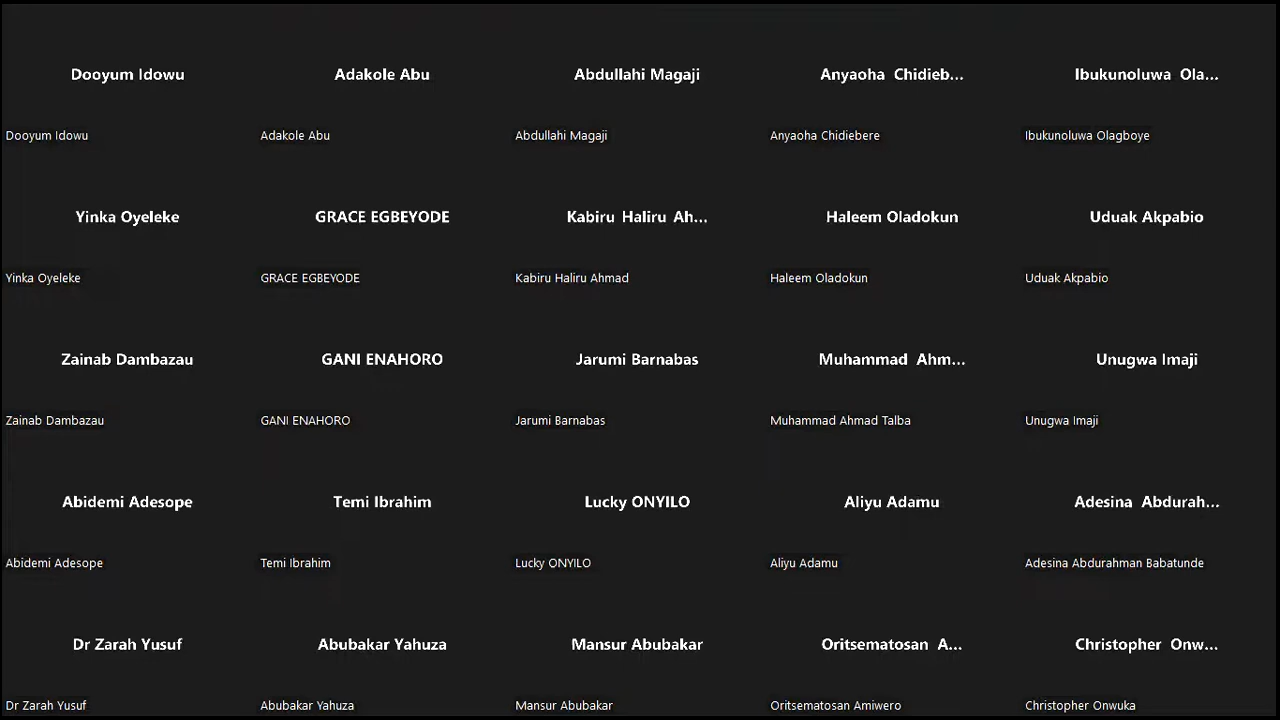 Dooyum Idowu Adakole Abu Abdullahi Magaji Anyaoha Chidieb... Ibukunoluwa Ola...
Dooyum Idowu Adakole Abu Abdullahi Magaji Anyaoha Chidiebere Ibukunoluwa Olagboye
Yinka Oyeleke GRACE EGBEYODE Kabiru Haliru Ah... Haleem Oladokun Uduak Akpabio
Yinka Oyeleke GRACE EGBEYODE Kabiru Haliru Ahmad Haleem Oladokun Uduak Akpabio
Zainab Dambazau GANI ENAHORO Jarumi Barnabas Muhammad Ahm... Unugwa Imaji
Zainab Dambazau GANI ENAHORO Jarumi Barnabas Muhammad Ahmad Talba Unugwa Imaji
Abidemi Adesope Temi Ibrahim Lucky ONYILO Aliyu Adamu Adesina Abdurah...
Abidemi Adesope Temi Ibrahim Lucky ONYILO Aliyu Adamu Adesina Abdurahman Babatunde
Dr Zarah Yusuf Abubakar Yahuza Mansur Abubakar Oritsematosan A... Christopher Onw...
Dr Zarah Yusuf Abubakar Yahuza Mansur Abubakar Oritsematosan Amiwero Christopher Onwuka